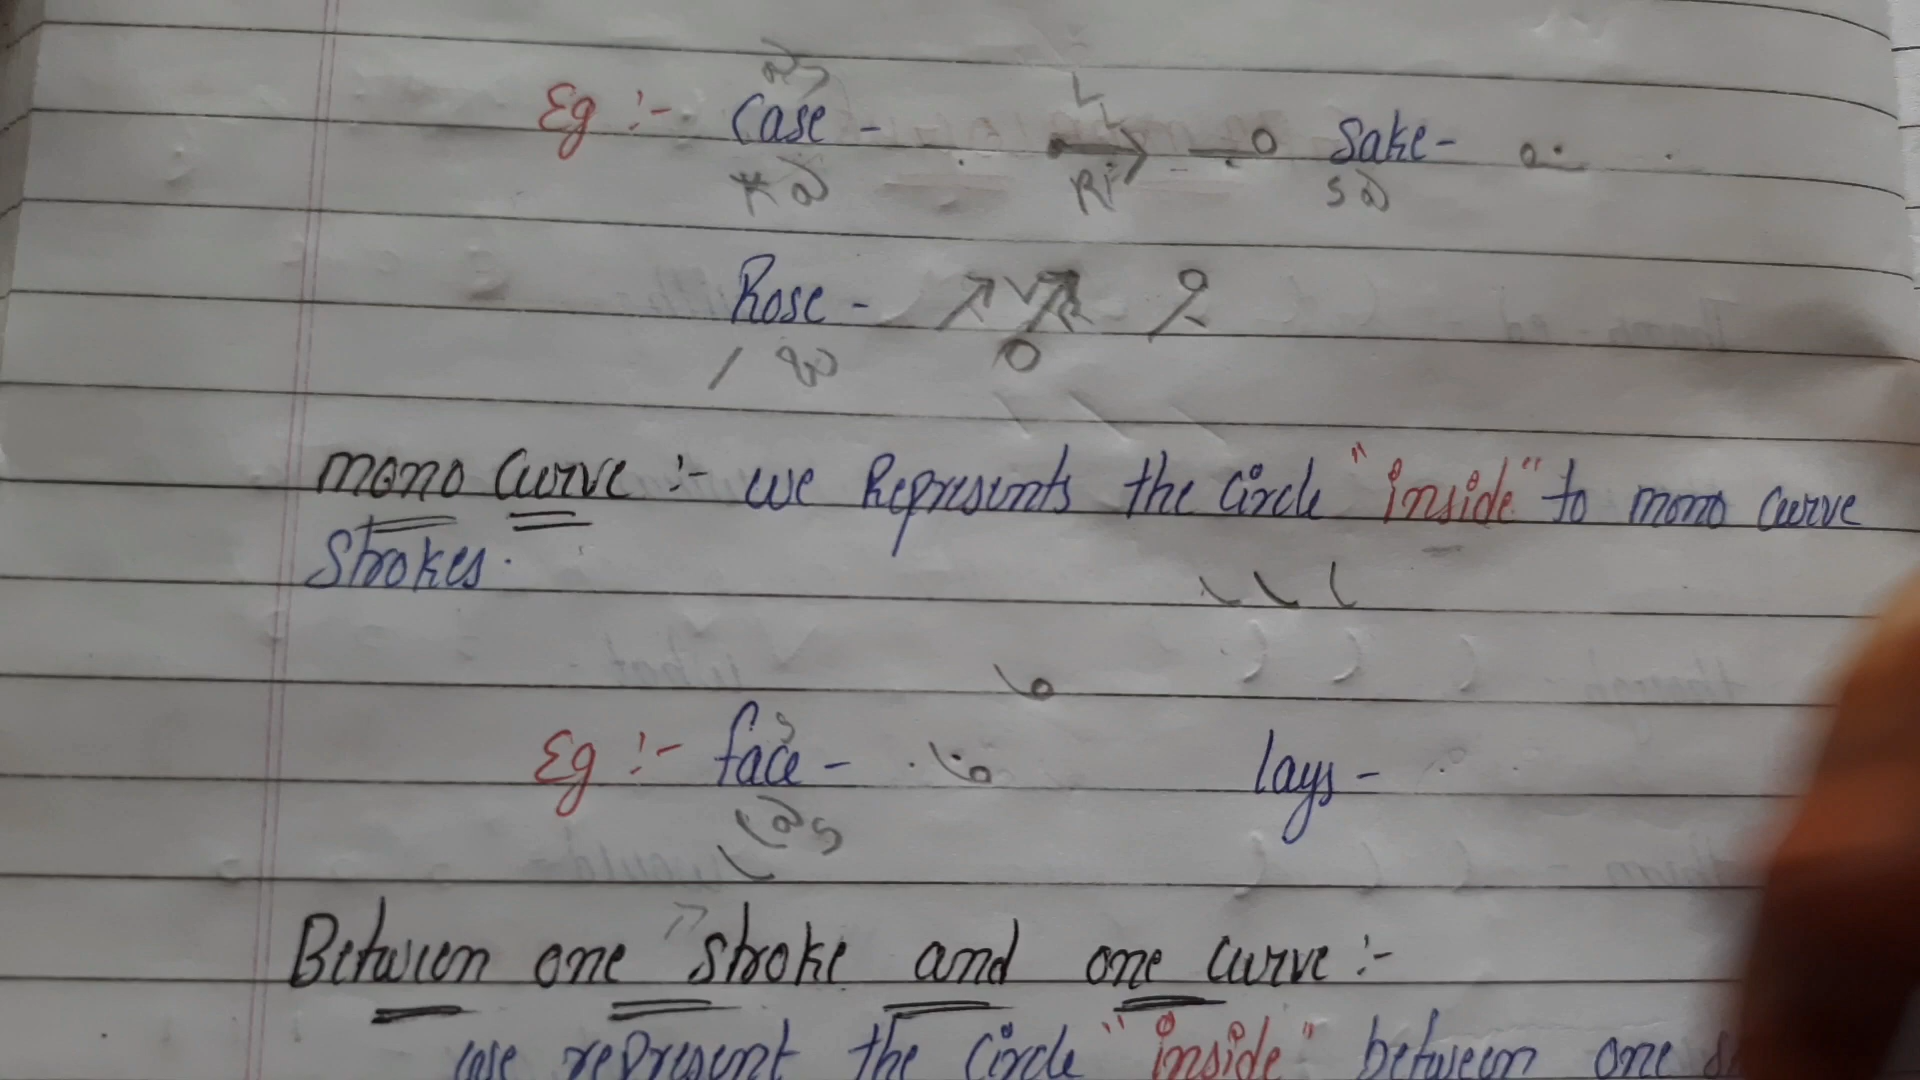 Eg :- Case - Sake -
Rose -
mono Curve :- we Represents the Circle "inside" to mono curve
Strokes.
Eg :- face - lays -
Between one stroke and one curve :-
represent the Circle "inside" between one